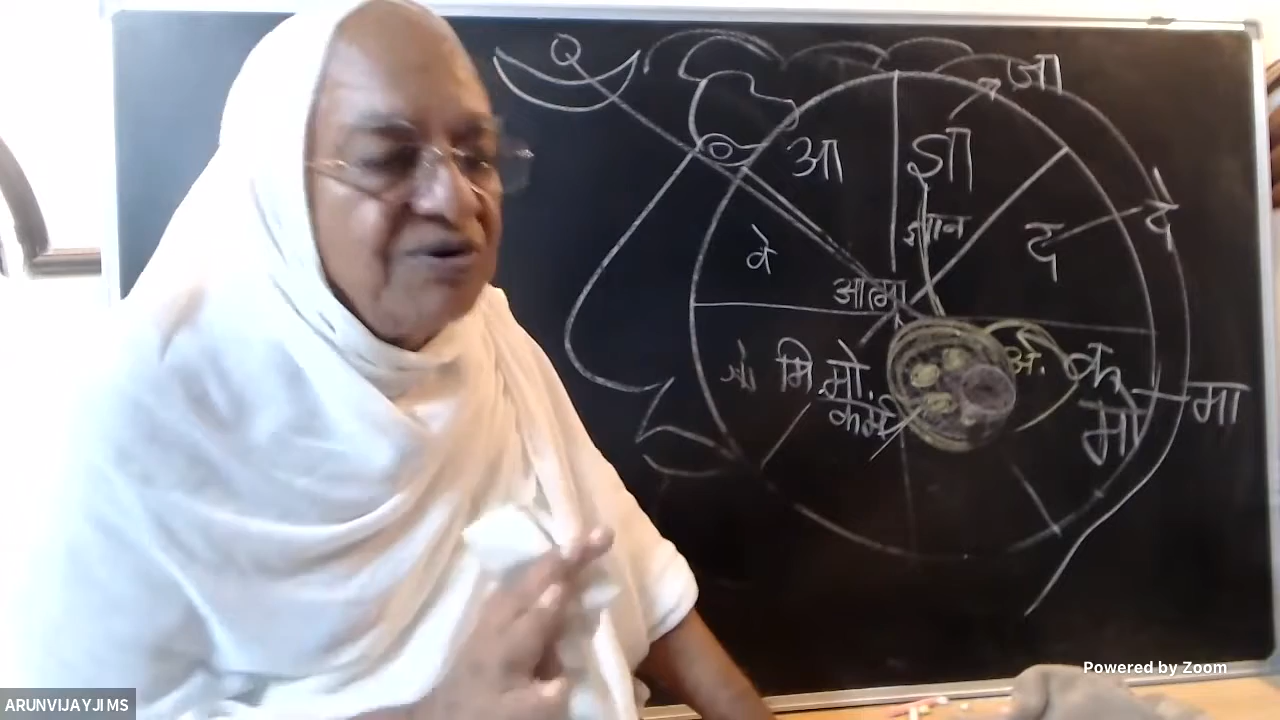 जा
आ
ज्ञा
ज्ञान
द
दे
वे
आत्मा
मि. मो.
कर्म
अं.
क
मो
मा
ARUNVIJAYJI MS
Powered by Zoom